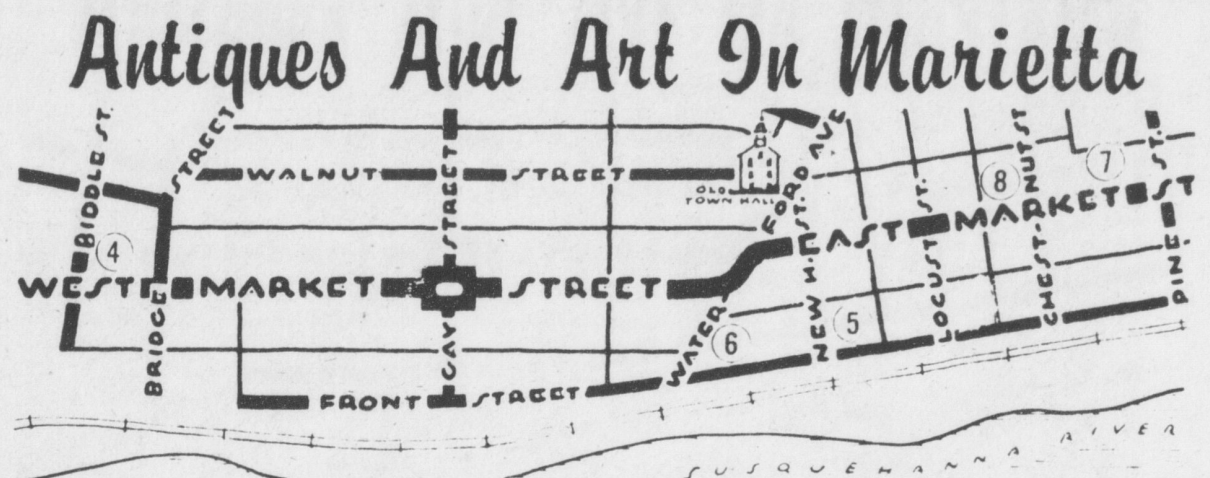 Antiques And Art In Marietta
BIDDLE ST.
STREET
WALNUT STREET
STREET
OLD
TOWN HALL
FORD AVE
ST.
ST.
CHESTNUT ST
ST.
7
8
4
EAST MARKET ST
WEST MARKET STREET
BRIDGE
GAY
WATER
NEW H.
5
6
LOCUST
PINE
FRONT STREET
SUSQUEHANNA RIVER